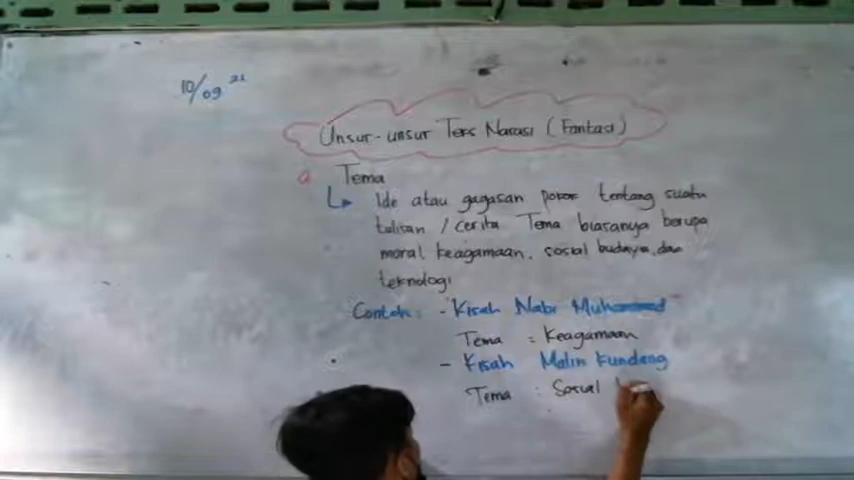 10/09 21
Unsur-unsur Teks Narasi (Fantasi)
a Tema
Ide atau gagasan pokok tentang suatu
tulisan / cerita Tema biasanya berupa
moral keagamaan, sosial budaya, dan
teknologi
Contoh : - Kisah Nabi Muhammad
Tema : Keagamaan
- Kisah Malin Kundang
Tema : Sosial